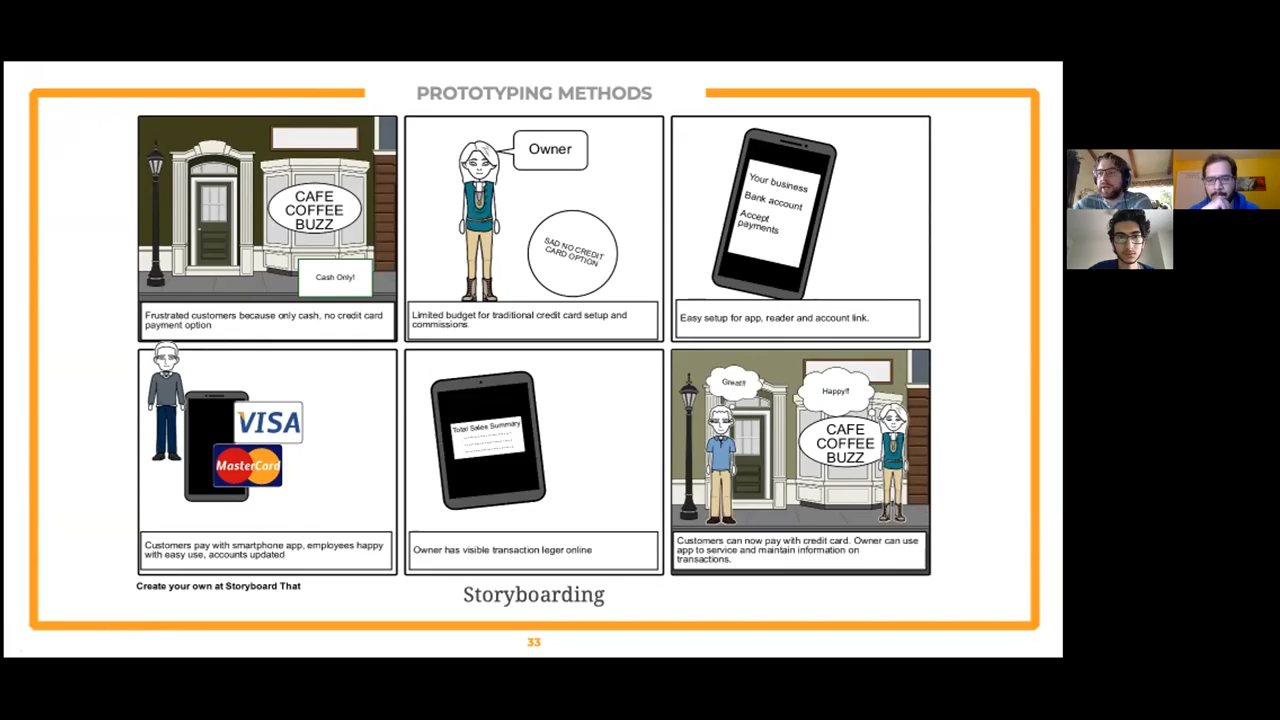 PROTOTYPING METHODS
CAFE
COFFEE
BUZZ
Cash Only!
Frustrated customers because only cash, no credit card
payment option
Owner
SAD NO CREDIT
CARD OPTION
Limited budget for traditional credit card setup and
commissions.
Your business
Bank account
Accept
payments
Easy setup for app, reader and account link.
VISA
MasterCard
Customers pay with smartphone app, employees happy
with easy use, accounts updated
Total Sales Summary
Owner has visible transaction leger online
Great!!
Happy!!
CAFE
COFFEE
BUZZ
Customers can now pay with credit card. Owner can use
app to service and maintain information on
transactions.
Create your own at Storyboard That
Storyboarding
33